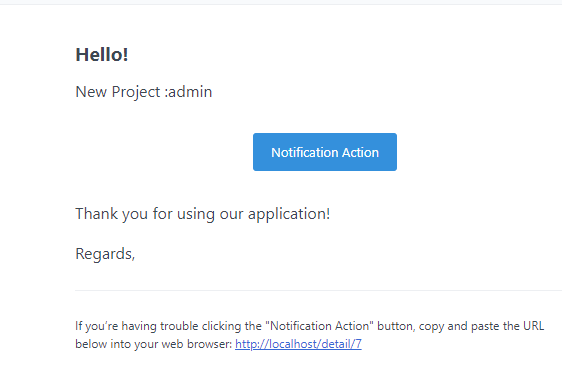 Hello!
New Project :admin
Notification Action
Thank you for using our application!
Regards,
If you’re having trouble clicking the "Notification Action" button, copy and paste the URL
below into your web browser: http://localhost/detail/7